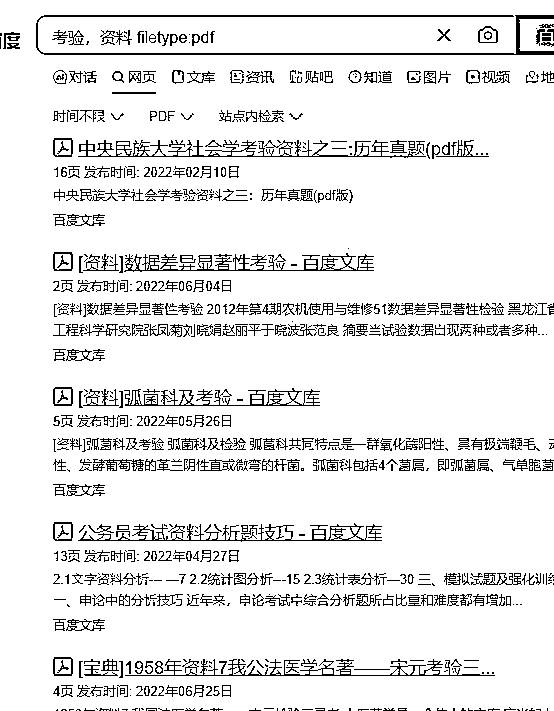 度
考验，资料 filetype:pdf
对话 网页 文库 资讯 贴吧 知道 图片 视频
时间不限 PDF 站点内检索
中央民族大学社会学考验资料之三:历年真题(pdf版...
16页 发布时间: 2022年02月10日
中央民族大学社会学考验资料之三：历年真题(pdf版)
百度文库
[资料]数据差异显著性考验 - 百度文库
2页 发布时间: 2022年06月04日
[资料]数据差异显著性考验 2012年第4期农机使用与维修51数据差异显著性检验 黑龙江省
工程科学研究院张凤菊刘晓娟赵丽平于晓波张范良 摘要当试验数据出现两种或者多种...
百度文库
[资料]弧菌科及考验 - 百度文库
5页 发布时间: 2022年05月26日
[资料]弧菌科及考验 弧菌科及检验 弧菌科共同特点是一群氧化酶阳性、具有极端鞭毛、
性、发酵葡萄糖的革兰阴性直或微弯的杆菌。弧菌科包括4个菌属，即弧菌属、气单胞菌
百度文库
公务员考试资料分析题技巧 - 百度文库
13页 发布时间: 2022年04月27日
2.1文字资料分析-- —7 2.2统计图分析—-15 2.3统计表分析—30 三、模拟试题及强化训练
一、申论中的分析技巧 近年来，申论考试中综合分析题所占比重和难度都有增加...
百度文库
[宝典]1958年资料7我公法医学名著——宋元考验三...
4页 发布时间: 2022年06月25日